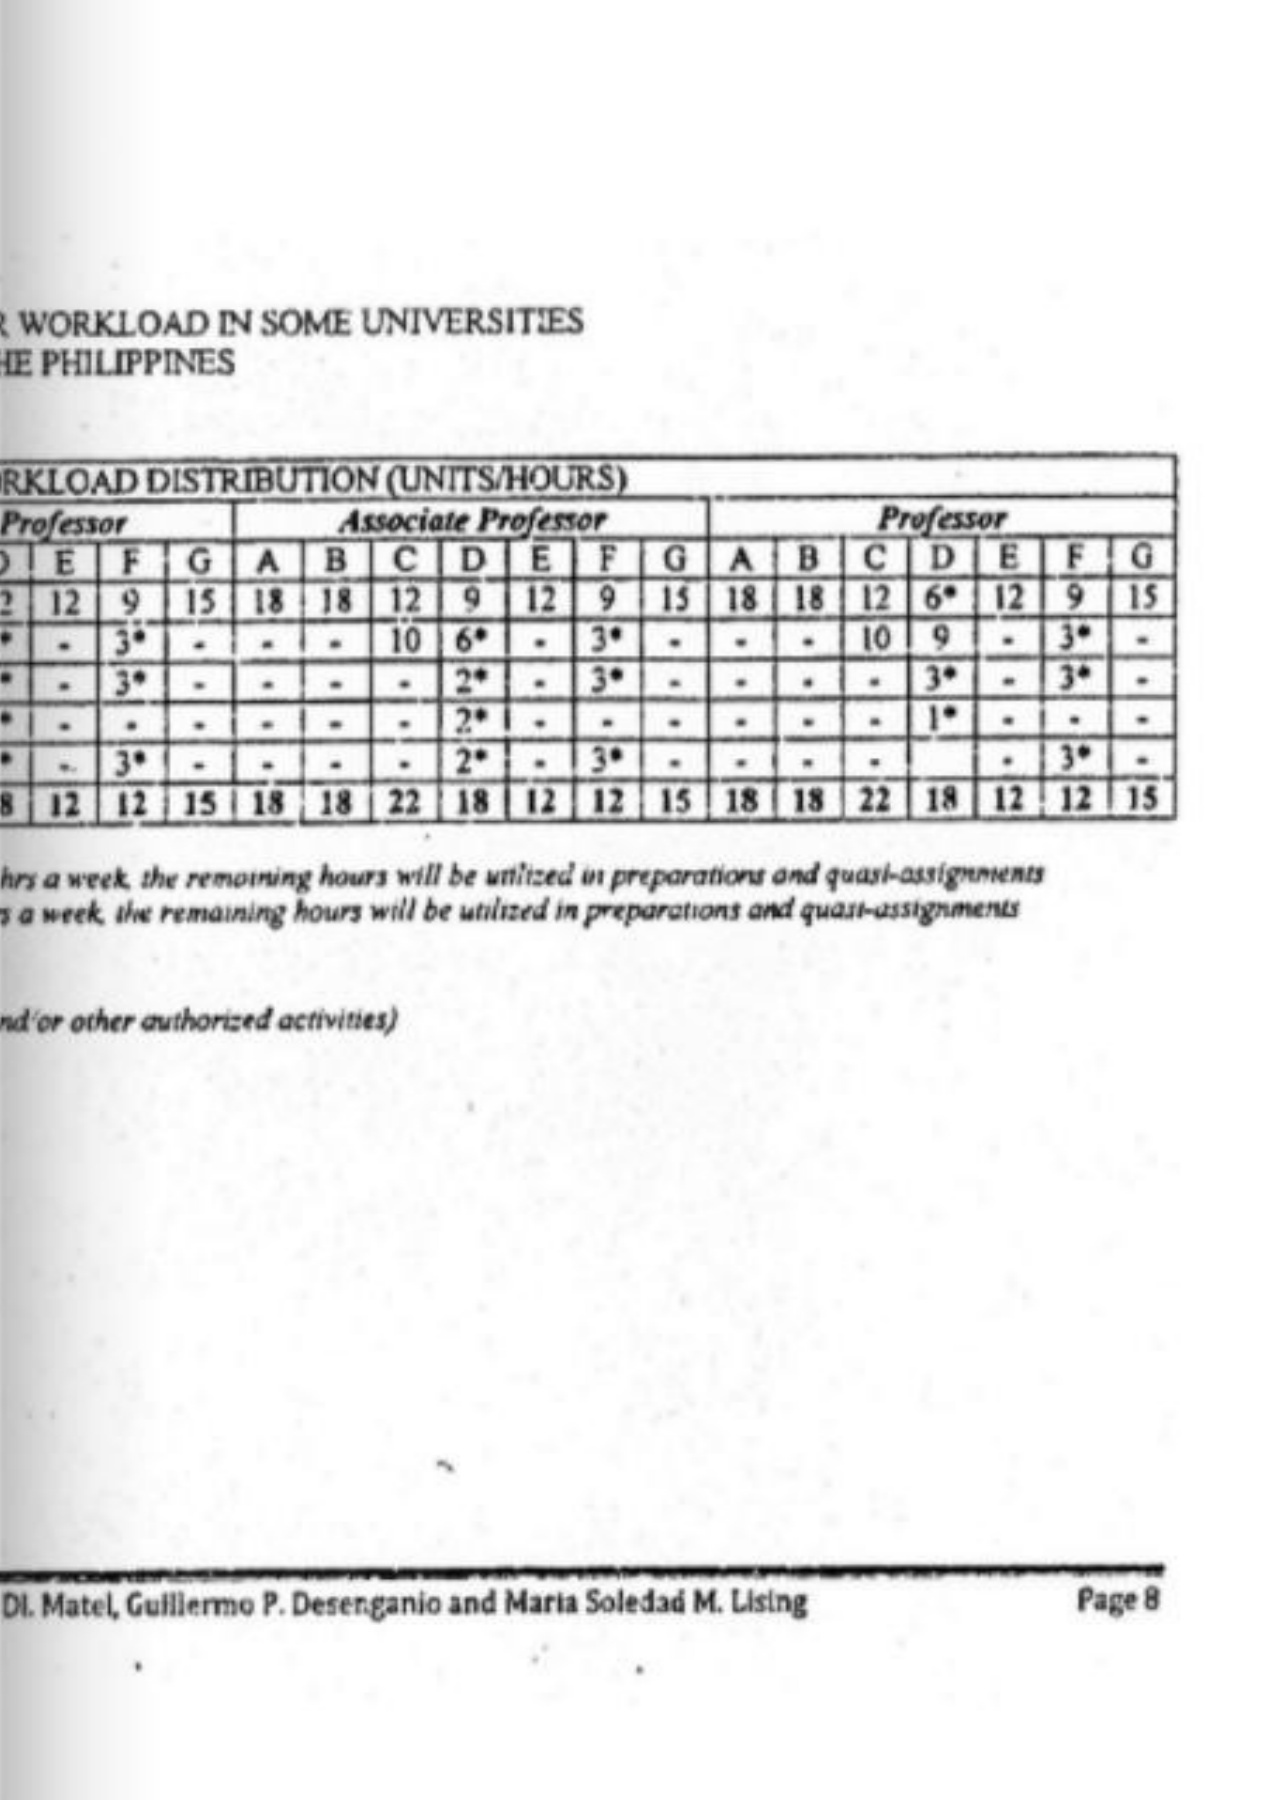 R WORKLOAD IN SOME UNIVERSITIES
HE PHILIPPINES
RKLOAD DISTRIBUTION (UNITS/HOURS)
Professor Associate Professor Professor
D E F G A B C D E F G A B C D E F G
2 12 9 15 18 18 12 9 12 9 15 18 18 12 6* 12 9 15
* - 3* - - - 10 6* - 3* - - - 10 9 - 3* -
* - 3* - - - - 2* - 3* - - - - 3* - 3* -
* - - - - - - 2* - - - - - - 1* - - -
* - 3* - - - - 2* - 3* - - - - - 3* -
8 12 12 15 18 18 22 18 12 12 15 18 18 22 18 12 12 15
hrs a week, the remaining hours will be utilized in preparations and quasi-assignments
s a week, the remaining hours will be utilized in preparations and quasi-assignments
nd/or other authorized activities)
Dl. Matel, Guillermo P. Desenganio and Maria Soledad M. Lising Page 8